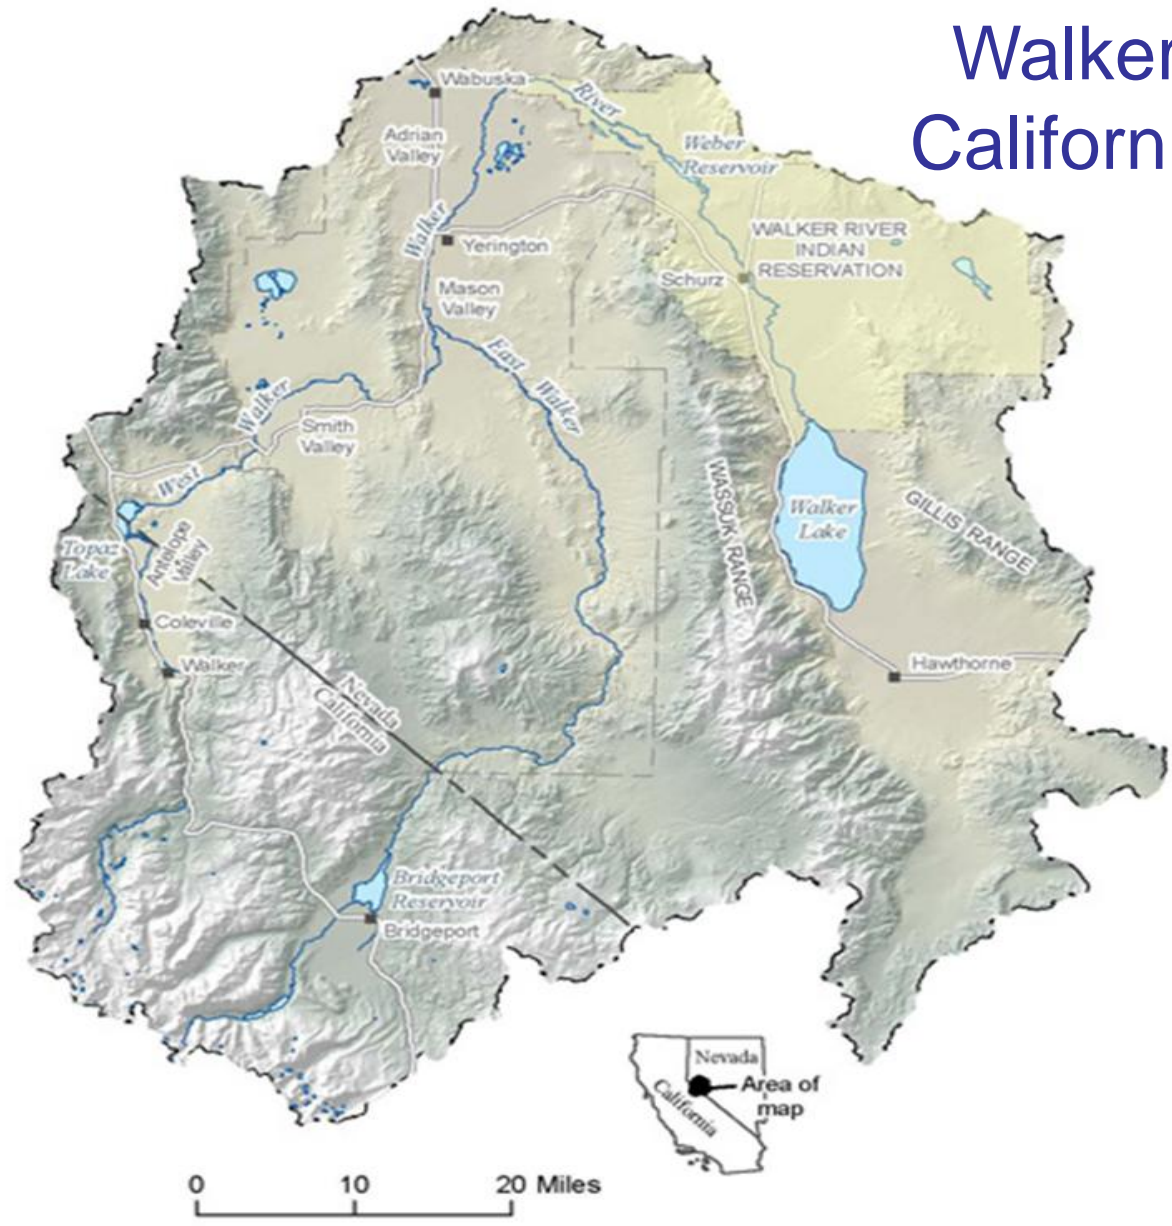 Walker
Californ
Wabuska
River
Adrian
Valley
Weber
Reservoir
Walker
Yerington
WALKER RIVER
INDIAN
RESERVATION
Schurz
Mason
Valley
East Walker
Walker
Smith
Valley
West
WASSUK RANGE
Walker
Lake
GILLIS RANGE
Topaz
Lake
Antelope
Valley
Coleville
Walker
Hawthorne
Nevada
California
Bridgeport
Reservoir
Bridgeport
Nevada
California
Area of
map
0 10 20 Miles